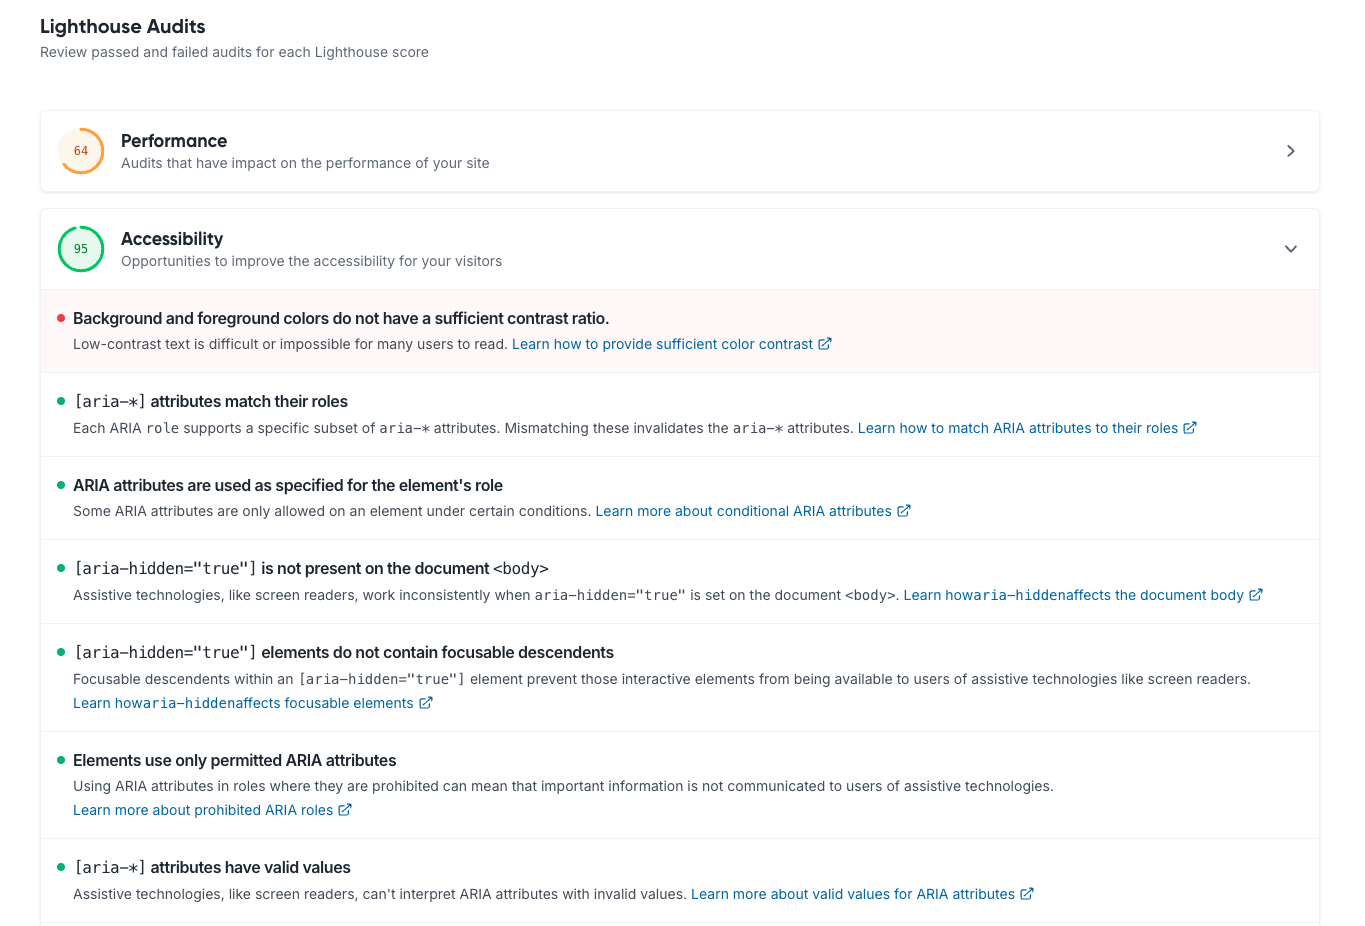 Lighthouse Audits
Review passed and failed audits for each Lighthouse score
64
Performance
Audits that have impact on the performance of your site
95
Accessibility
Opportunities to improve the accessibility for your visitors
Background and foreground colors do not have a sufficient contrast ratio.
Low-contrast text is difficult or impossible for many users to read. Learn how to provide sufficient color contrast
[aria-*] attributes match their roles
Each ARIA role supports a specific subset of aria-* attributes. Mismatching these invalidates the aria-* attributes. Learn how to match ARIA attributes to their roles
ARIA attributes are used as specified for the element's role
Some ARIA attributes are only allowed on an element under certain conditions. Learn more about conditional ARIA attributes
[aria-hidden="true"] is not present on the document <body>
Assistive technologies, like screen readers, work inconsistently when aria-hidden="true" is set on the document <body>. Learn howaria-hiddenaffects the document body
[aria-hidden="true"] elements do not contain focusable descendents
Focusable descendents within an [aria-hidden="true"] element prevent those interactive elements from being available to users of assistive technologies like screen readers.
Learn howaria-hiddenaffects focusable elements
Elements use only permitted ARIA attributes
Using ARIA attributes in roles where they are prohibited can mean that important information is not communicated to users of assistive technologies.
Learn more about prohibited ARIA roles
[aria-*] attributes have valid values
Assistive technologies, like screen readers, can't interpret ARIA attributes with invalid values. Learn more about valid values for ARIA attributes